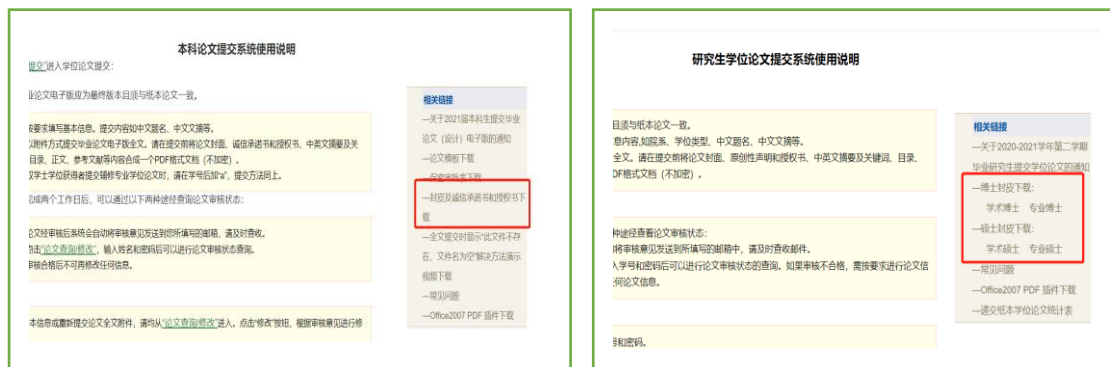 本科论文提交系统使用说明
提交"进入学位论文提交：
业论文电子版应为最终版本且须与纸本论文一致。
按要求填写基本信息。提交内容如中文题名、中文文摘等。
以附件方式提交毕业论文电子版全文。请在提交前将论文封面、诚信承诺书和授权书、中英文摘要及关
目录、正文、参考文献等内容合成一个PDF格式文档（不加密）。
双学士学位获得者提交辅修专业学位论文时，请在学号后加"a"，提交方法同上。
完成两个工作日后，可以通过以下两种途径查询论文审核状态：
论文经审核后系统会自动将审核意见发送到您所填写的邮箱，请及时查收。
点击"论文查询/修改"，输入姓名和密码后可以进行论文审核状态查询。
审核合格后不可再修改任何信息。
本信息或重新提交论文全文附件，请均从"论文查询/修改"进入。点击"修改"按钮，根据审核意见进行修
相关链接
—关于2021届本科生提交毕业
论文（设计）电子版的通知
—论文模板下载
—保密审批表下载
—封皮及诚信承诺书和授权书下
载
—全文提交时显示"此文件不存
在，文件名为空"解决方法演示
视频下载
—常见问题
—Office2007 PDF 插件下载
研究生学位论文提交系统使用说明
且须与纸本论文一致。
息内容,如院系、学位类型、中文题名、中文文摘等。
全文。请在提交前将论文封面、原创性声明和授权书、中英文摘要及关键词、目录、
DF格式文档（不加密）。
种途径查看论文审核状态：
将审核意见发送到所填写的邮箱中，请及时查收邮件。
入学号和密码后可以进行论文审核状态的查询。如果审核不合格，需按要求进行论文信
任何论文信息。
号和密码。
相关链接
—关于2020-2021学年第二学期
毕业研究生提交学位论文的通知
—博士封皮下载:
学术博士 专业博士
—硕士封皮下载:
学术硕士 专业硕士
—常见问题
—Office2007 PDF 插件下载
—递交纸本学位论文统计表